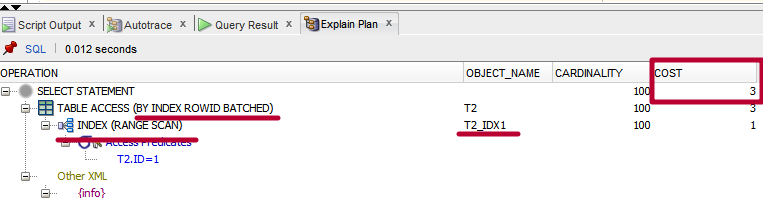 Script Output Autotrace Query Result Explain Plan
SQL 0.012 seconds
OPERATION OBJECT_NAME CARDINALITY COST
SELECT STATEMENT 100 3
TABLE ACCESS (BY INDEX ROWID BATCHED) T2 100 3
INDEX (RANGE SCAN) T2_IDX1 100 1
Access Predicates
T2.ID=1
Other XML
{info}